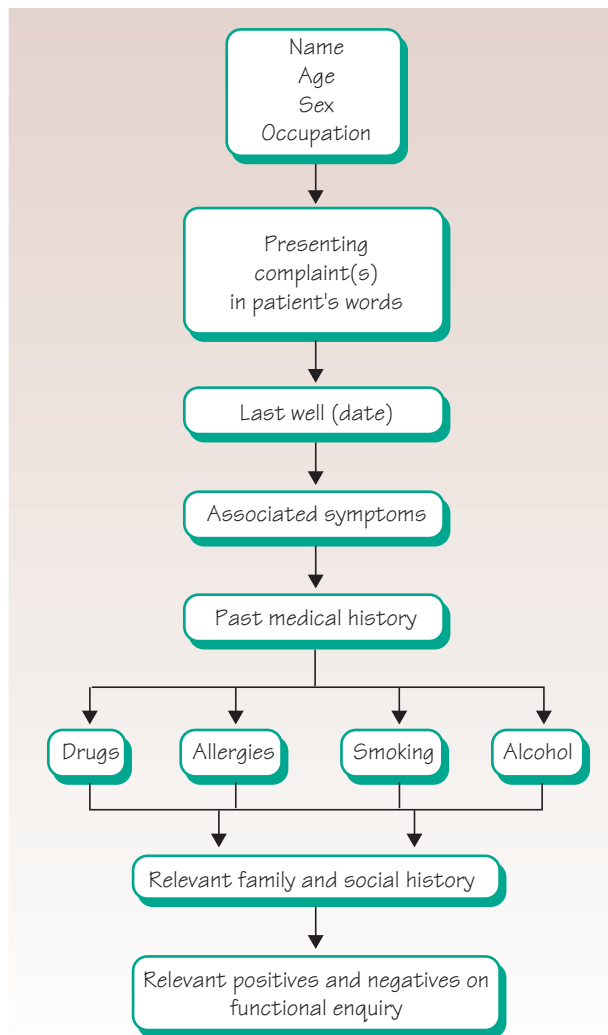 Name
Age
Sex
Occupation
Presenting
complaint(s)
in patient's words
Last well (date)
Associated symptoms
Past medical history
Drugs
Allergies
Smoking
Alcohol
Relevant family and social history
Relevant positives and negatives on
functional enquiry